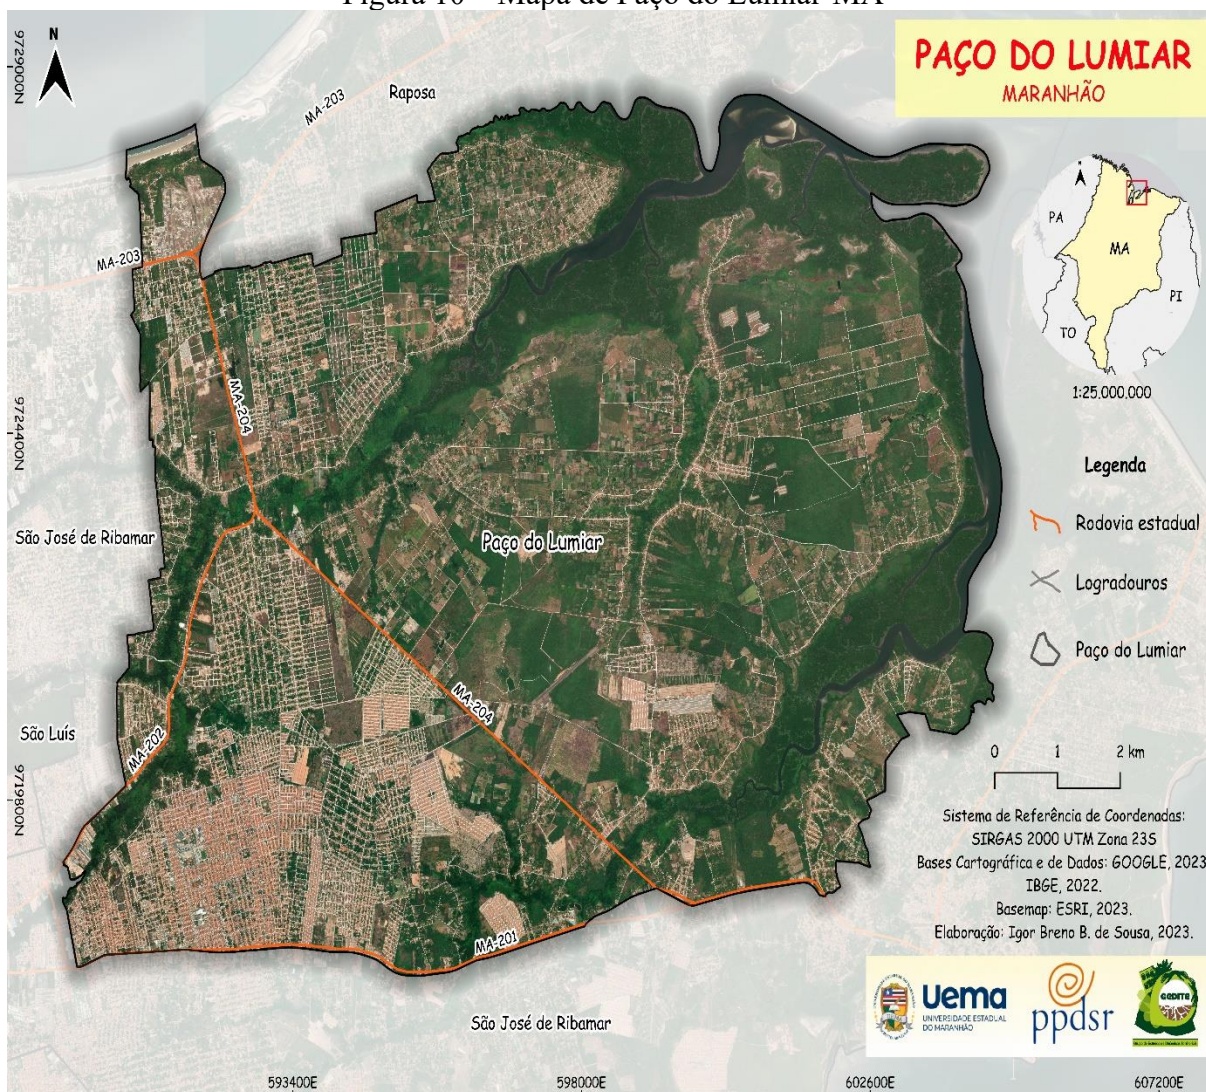 Figura 10 – Mapa de Paço do Lumiar-MA
N
PAÇO DO LUMIAR
MARANHÃO
9729000N
MA-203
Raposa
MA-203
PA
MA
PI
TO
1:25.000.000
MA-204
9724400N
Legenda
Rodovia estadual
São José de Ribamar
Paço do Lumiar
Logradouros
Paço do Lumiar
MA-204
São Luís
MA-202
0 1 2 km
9719800N
Sistema de Referência de Coordenadas:
SIRGAS 2000 UTM Zona 23S
Bases Cartográfica e de Dados: GOOGLE, 2023
IBGE, 2022.
Basemap: ESRI, 2023.
Elaboração: Igor Breno B. de Sousa, 2023.
MA-201
Uema
UNIVERSIDADE ESTADUAL
DO MARANHÃO
ppdsr
GEDITE
São José de Ribamar
593400E 598000E 602600E 607200E